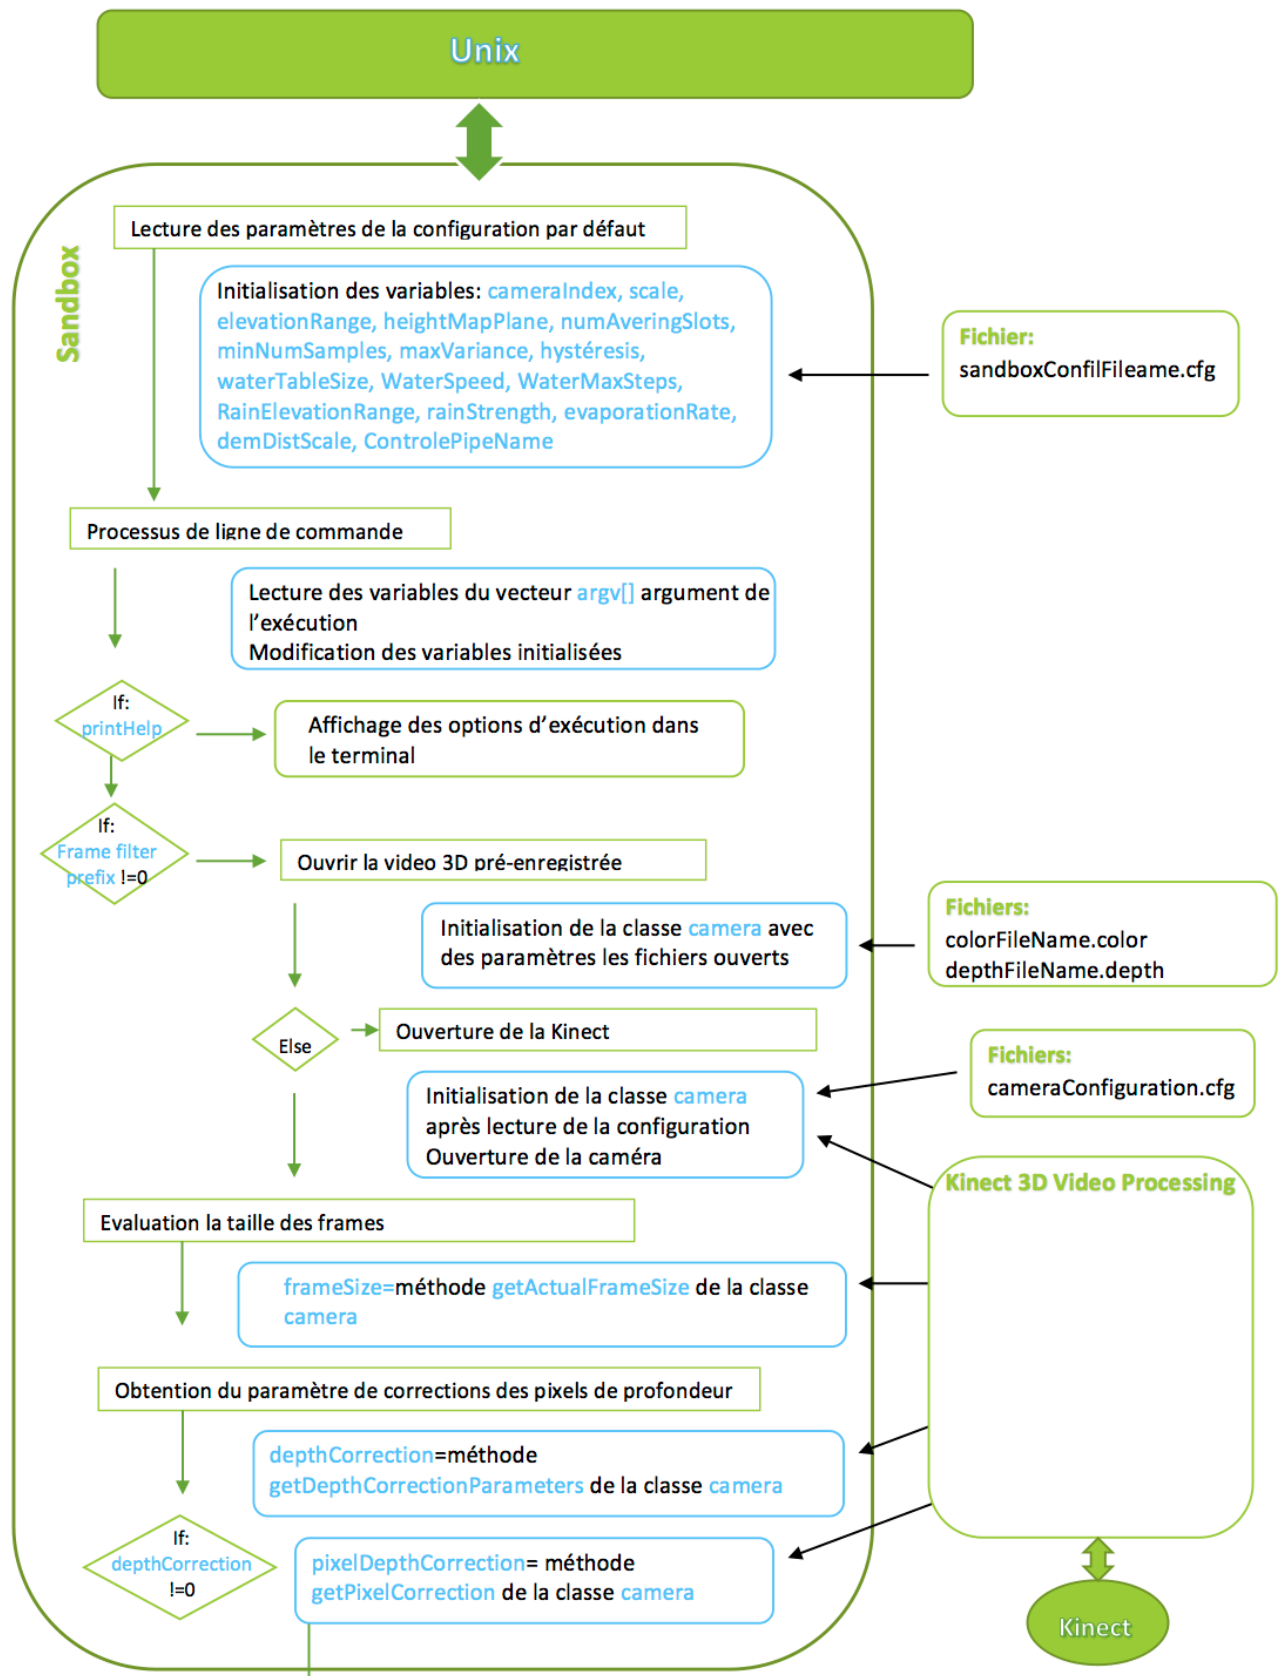 Unix
Sandbox
Lecture des paramètres de la configuration par défaut
Initialisation des variables: cameraIndex, scale,
elevationRange, heightMapPlane, numAveringSlots,
minNumSamples, maxVariance, hystéresis,
waterTableSize, WaterSpeed, WaterMaxSteps,
RainElevationRange, rainStrength, evaporationRate,
demDistScale, ControlePipeName
Fichier:
sandboxConfilFileame.cfg
Processus de ligne de commande
Lecture des variables du vecteur argv[] argument de
l'exécution
Modification des variables initialisées
If:
printHelp
Affichage des options d'exécution dans
le terminal
If:
Frame filter
prefix !=0
Ouvrir la video 3D pré-enregistrée
Initialisation de la classe camera avec
des paramètres les fichiers ouverts
Fichiers:
colorFileName.color
depthFileName.depth
Else
Ouverture de la Kinect
Fichiers:
cameraConfiguration.cfg
Initialisation de la classe camera
après lecture de la configuration
Ouverture de la caméra
Kinect 3D Video Processing
Evaluation la taille des frames
frameSize=méthode getActualFrameSize de la classe
camera
Obtention du paramètre de corrections des pixels de profondeur
depthCorrection=méthode
getDepthCorrectionParameters de la classe camera
If:
depthCorrection
!=0
pixelDepthCorrection= méthode
getPixelCorrection de la classe camera
Kinect